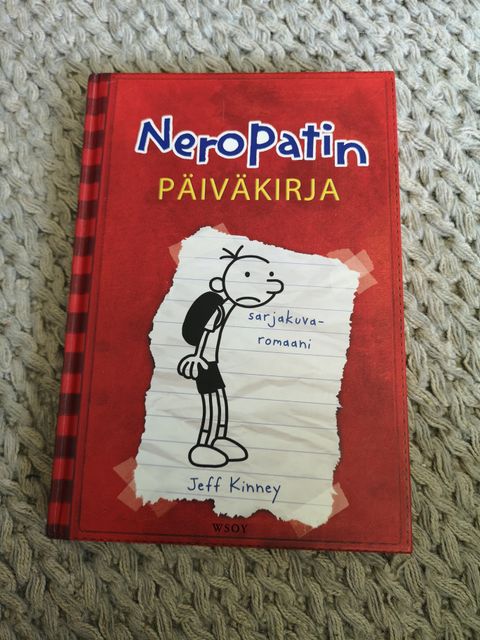 NeroPatin
PÄIVÄKIRJA
sarjakuva-
romaani
Jeff Kinney
WSOY